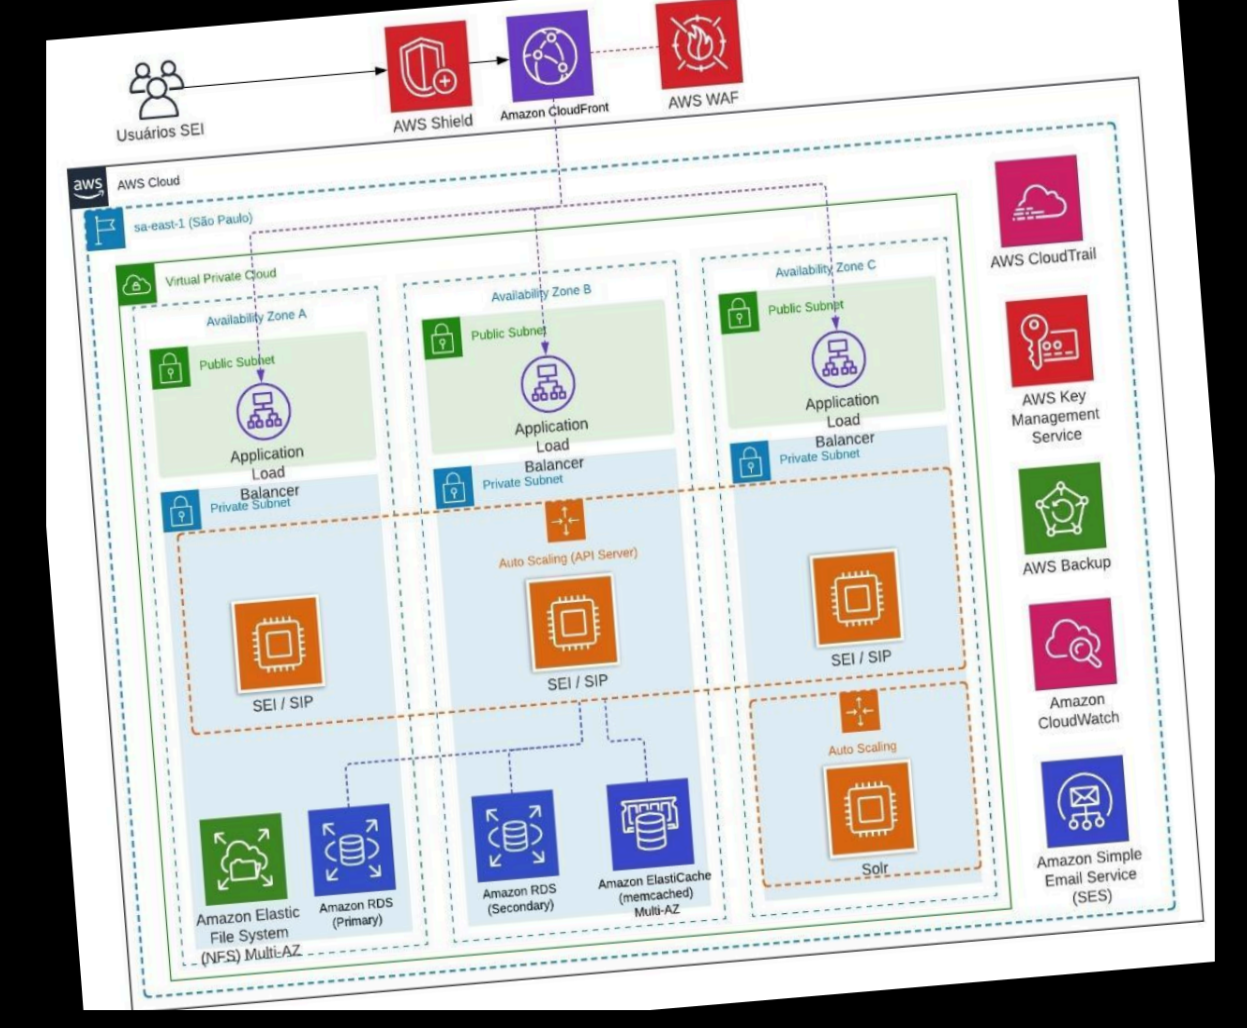 Usuários SEI
AWS Shield
Amazon CloudFront
AWS WAF
aws
AWS Cloud
sa-east-1 (São Paulo)
Virtual Private Cloud
Availability Zone A
Availability Zone B
Availability Zone C
Public Subnet
Public Subnet
Public Subnet
Application
Load
Balancer
Application
Load
Balancer
Application
Load
Balancer
Private Subnet
Private Subnet
Private Subnet
Auto Scaling (API Server)
SEI / SIP
SEI / SIP
SEI / SIP
Auto Scaling
Solr
Amazon Elastic
File System
(NFS) Multi-AZ
Amazon RDS
(Primary)
Amazon RDS
(Secondary)
Amazon ElastiCache
(memcached)
Multi-AZ
AWS CloudTrail
AWS Key
Management
Service
AWS Backup
Amazon
CloudWatch
Amazon Simple
Email Service
(SES)